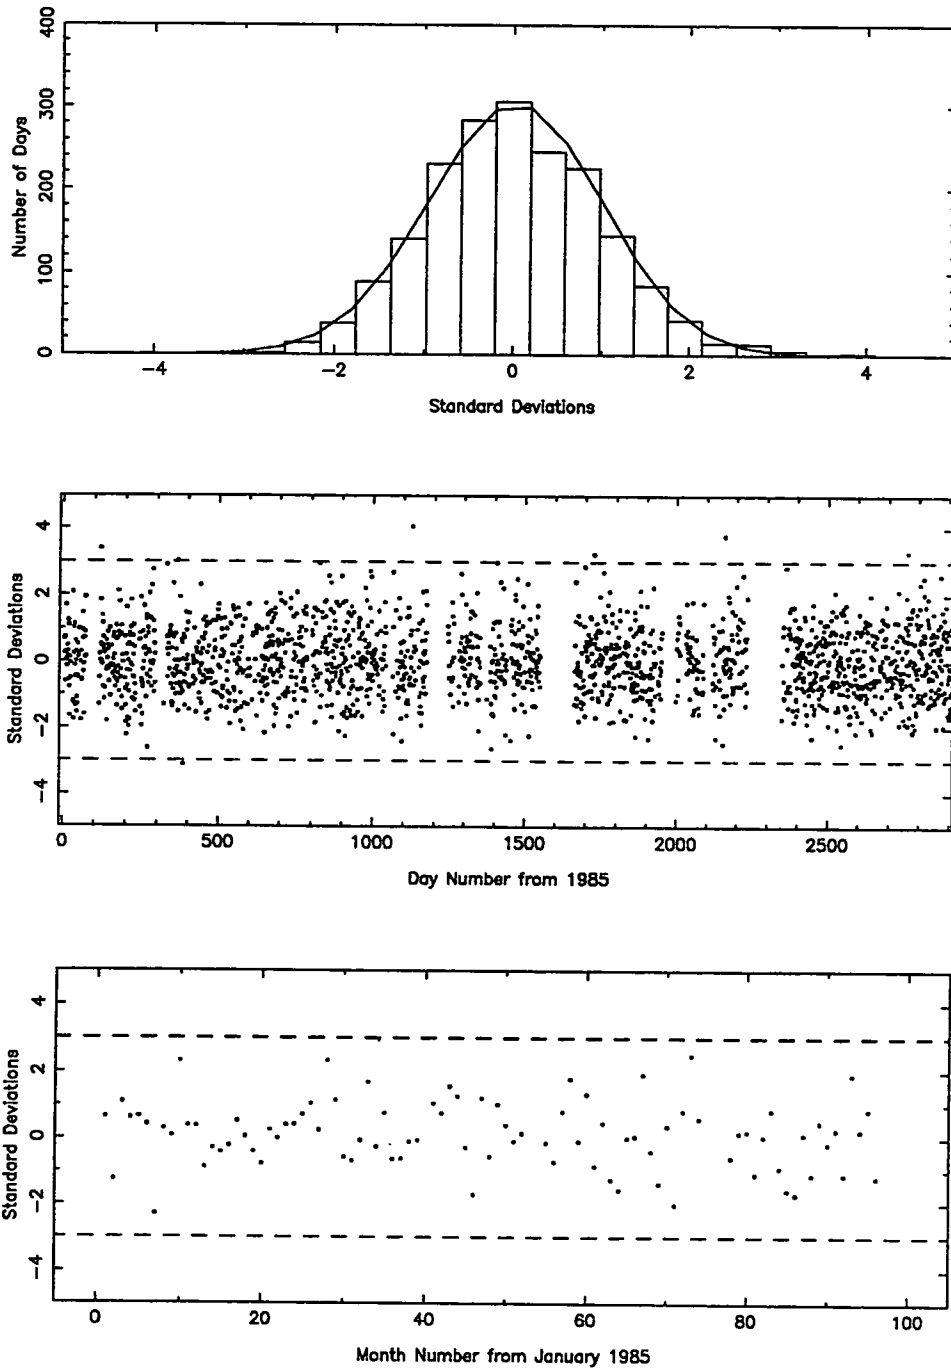 400
300
200
100
0
Number of Days
−4 −2 0 2 4
Standard Deviations
4
2
0
−2
−4
Standard Deviations
0 500 1000 1500 2000 2500
Day Number from 1985
4
2
0
−2
−4
Standard Deviations
0 20 40 60 80 100
Month Number from January 1985